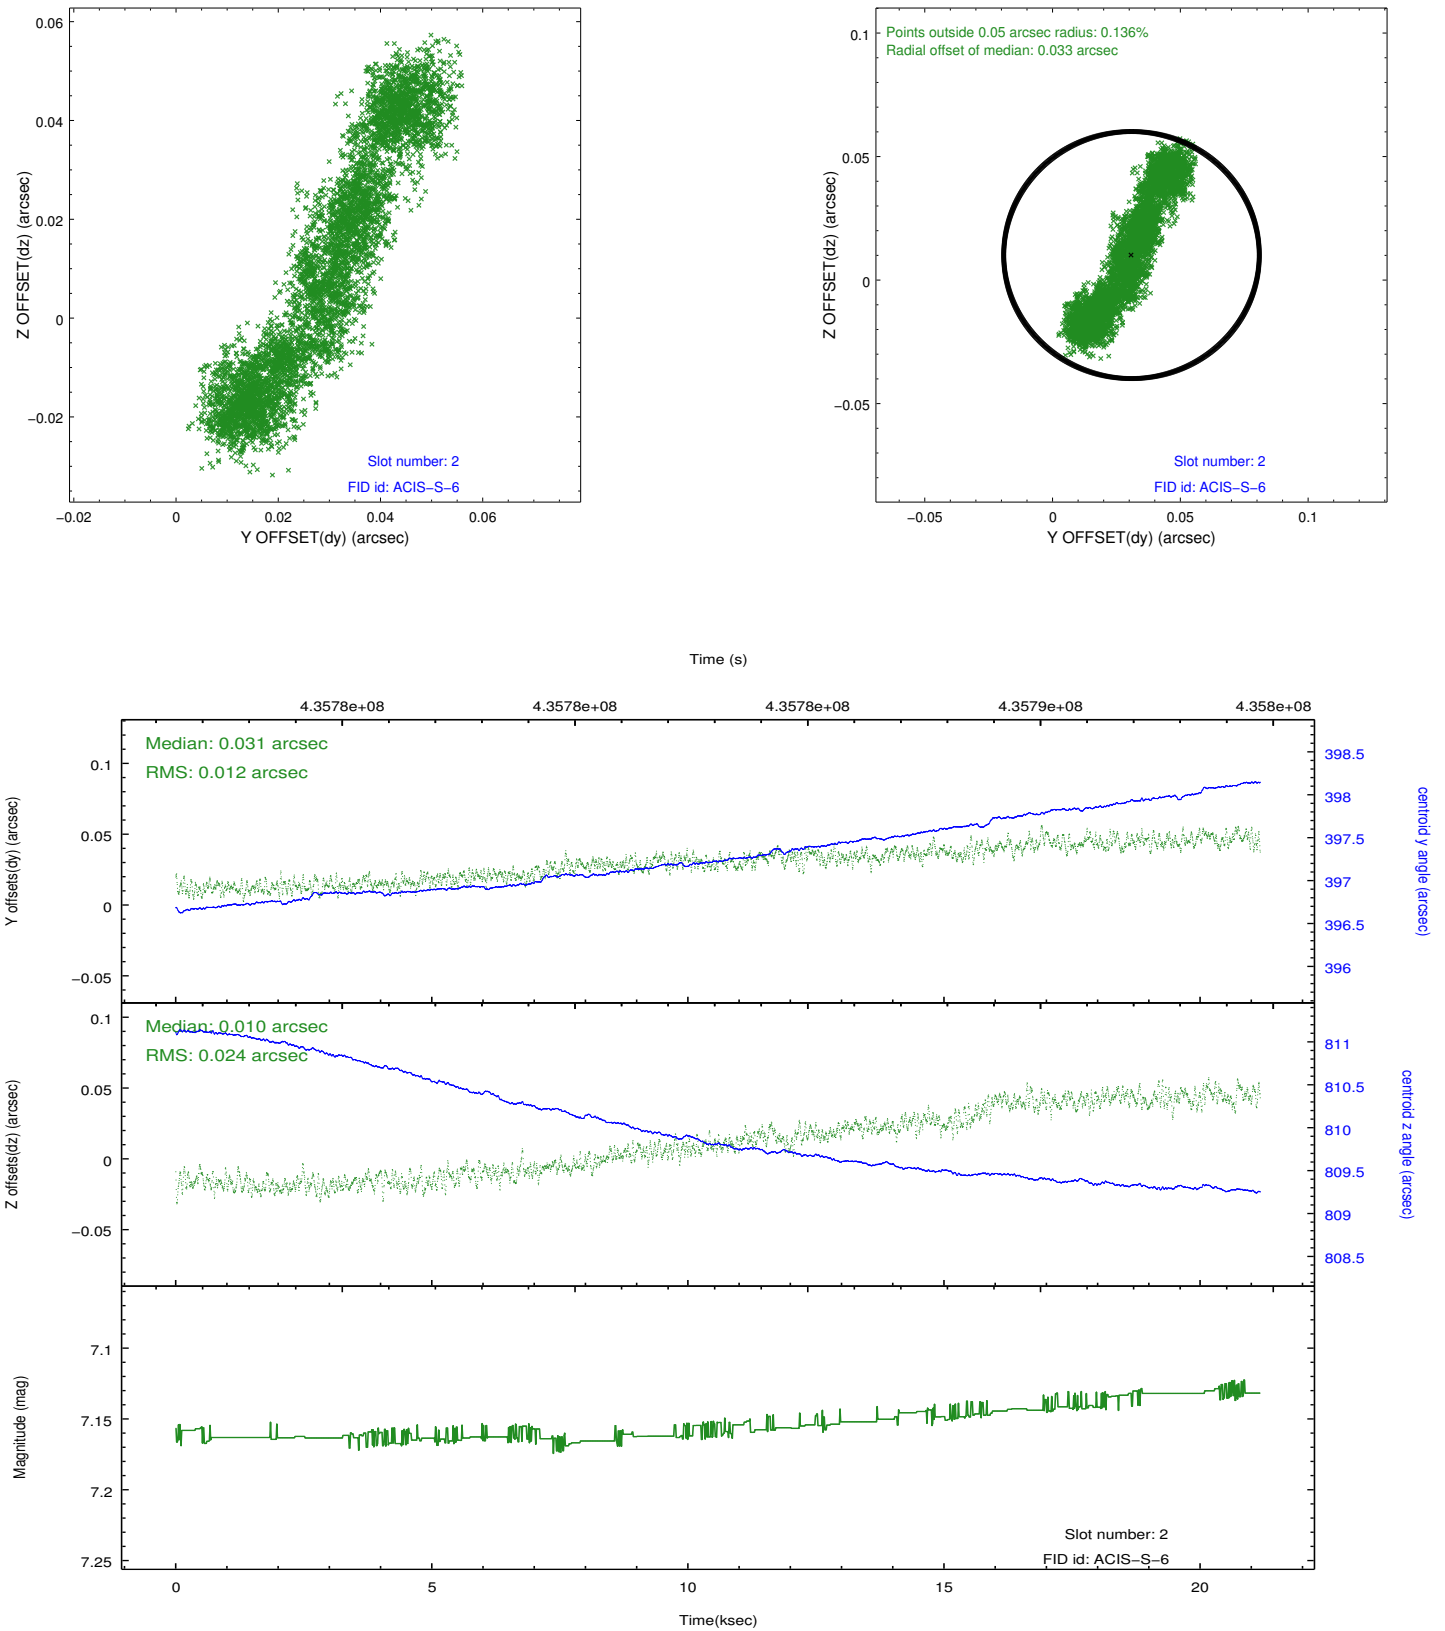 0.06
0.04
0.02
0
−0.02
Z OFFSET(dz) (arcsec)
Slot number: 2
FID id: ACIS−S−6
−0.02 0 0.02 0.04 0.06
Y OFFSET(dy) (arcsec)
Points outside 0.05 arcsec radius: 0.136%
Radial offset of median: 0.033 arcsec
0.1
0.05
0
−0.05
Z OFFSET(dz) (arcsec)
Slot number: 2
FID id: ACIS−S−6
−0.05 0 0.05 0.1
Y OFFSET(dy) (arcsec)
Time (s)
4.3578e+08 4.3578e+08 4.3578e+08 4.3579e+08 4.358e+08
Median: 0.031 arcsec
RMS: 0.012 arcsec
0.1
0.05
0
−0.05
Y offsets(dy) (arcsec)
398.5
398
397.5
397
396.5
396
centroid y angle (arcsec)
Median: 0.010 arcsec
RMS: 0.024 arcsec
0.1
0.05
0
−0.05
Z offsets(dz) (arcsec)
811
810.5
810
809.5
809
808.5
centroid z angle (arcsec)
7.1
7.15
7.2
7.25
Magnitude (mag)
Slot number: 2
FID id: ACIS−S−6
0 5 10 15 20
Time(ksec)